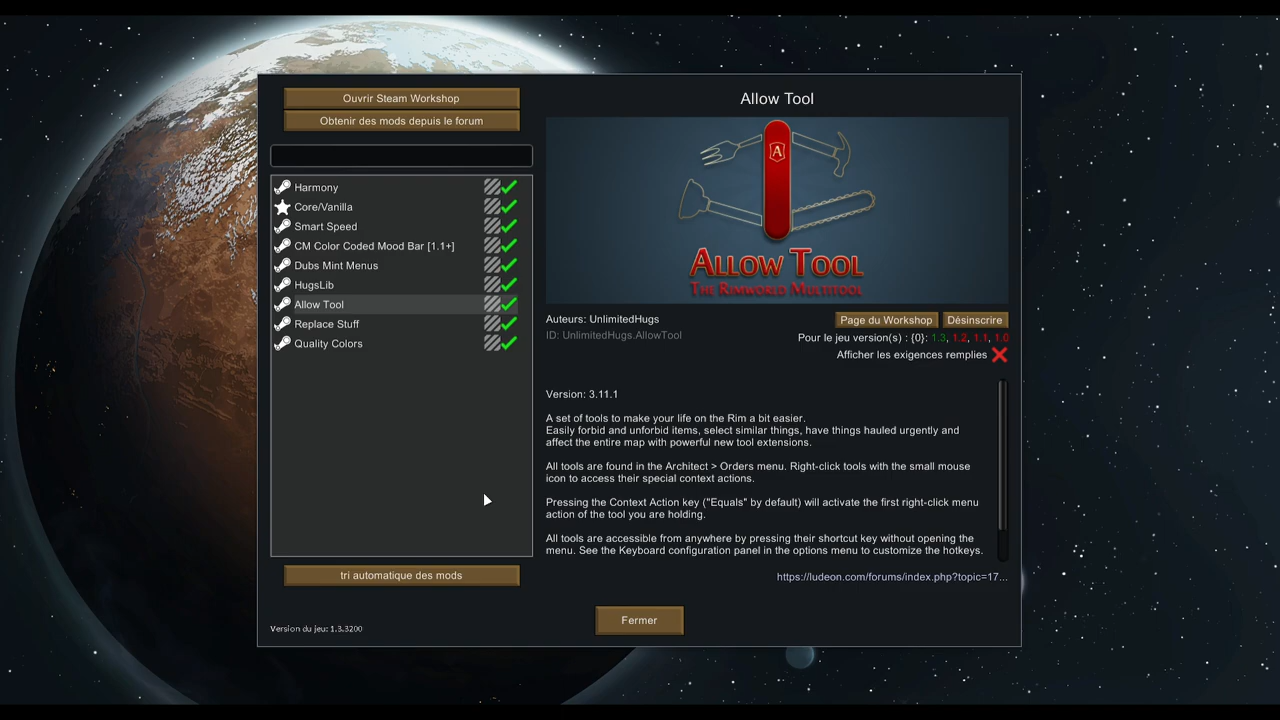 Ouvrir Steam Workshop
Obtenir des mods depuis le forum
Harmony
Core/Vanilla
Smart Speed
CM Color Coded Mood Bar [1.1+]
Dubs Mint Menus
HugsLib
Allow Tool
Replace Stuff
Quality Colors
tri automatique des mods
Version du jeu: 1.3.3200
Allow Tool
A
ALLOW TOOL
THE RIMWORLD MULTITOOL
Auteurs: UnlimitedHugs
Page du Workshop
Désinscrire
ID: UnlimitedHugs.AllowTool
Pour le jeu version(s) : {0}: 1.3, 1.2, 1.1, 1.0
Afficher les exigences remplies
Version: 3.11.1
A set of tools to make your life on the Rim a bit easier.
Easily forbid and unforbid items, select similar things, have things hauled urgently and
affect the entire map with powerful new tool extensions.
All tools are found in the Architect > Orders menu. Right-click tools with the small mouse
icon to access their special context actions.
Pressing the Context Action key ("Equals" by default) will activate the first right-click menu
action of the tool you are holding.
All tools are accessible from anywhere by pressing their shortcut key without opening the
menu. See the Keyboard configuration panel in the options menu to customize the hotkeys.
https://ludeon.com/forums/index.php?topic=17...
Fermer